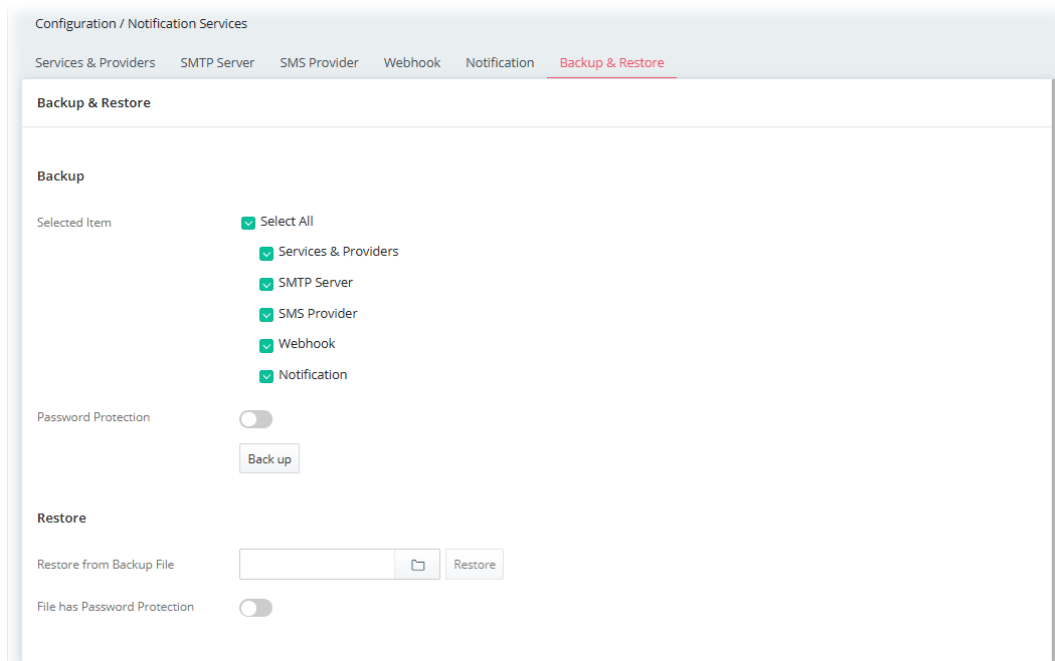 Configuration / Notification Services
Services & Providers SMTP Server SMS Provider Webhook Notification Backup & Restore
Backup & Restore
Backup
Selected Item Select All
Services & Providers
SMTP Server
SMS Provider
Webhook
Notification
Password Protection
Back up
Restore
Restore from Backup File Restore
File has Password Protection